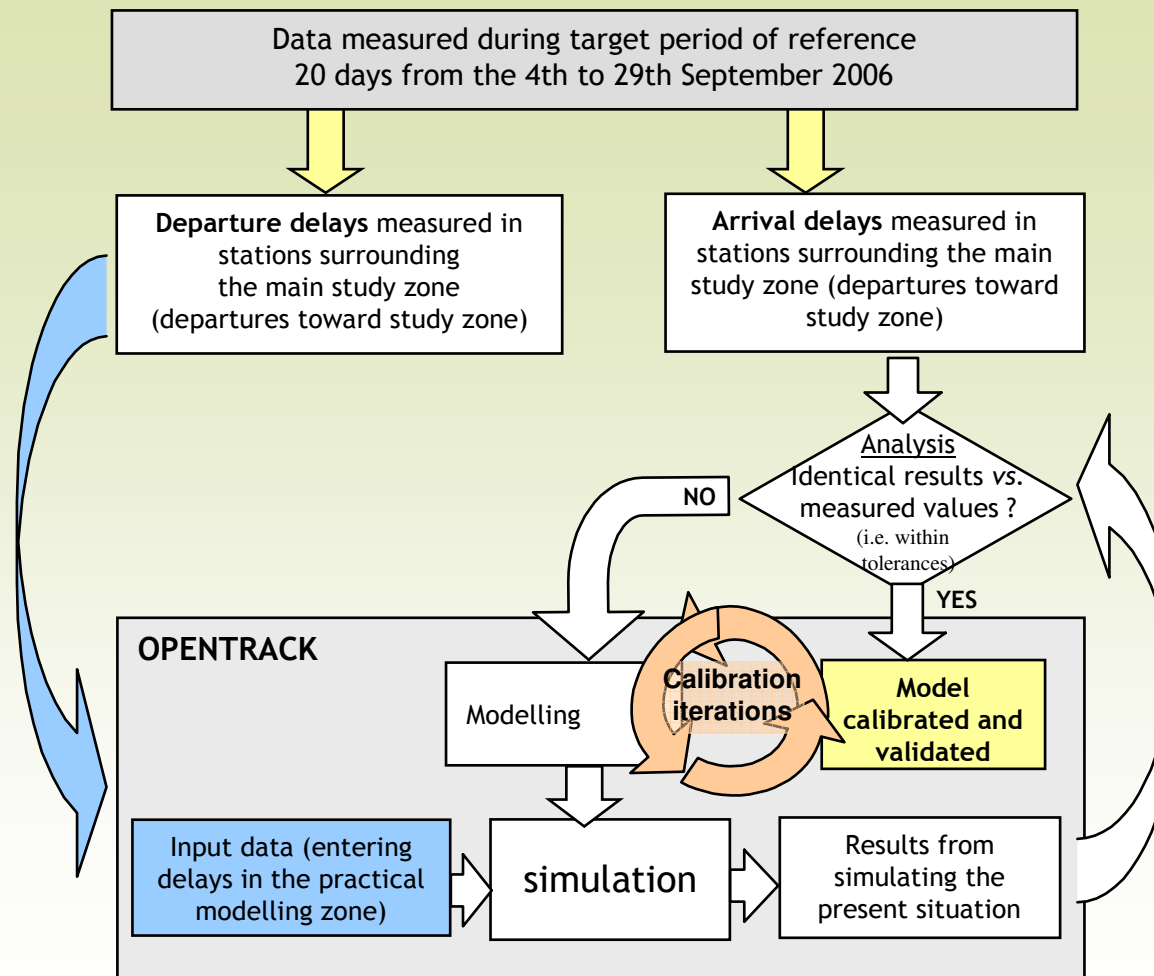 Data measured during target period of reference
20 days from the 4th to 29th September 2006
Departure delays measured in
stations surrounding
the main study zone
(departures toward study zone)
Arrival delays measured in
stations surrounding the main
study zone (departures toward
study zone)
Analysis
Identical results vs.
measured values ?
(i.e. within
tolerances)
NO
YES
OPENTRACK
Modelling
Calibration
iterations
Model
calibrated and
validated
Input data (entering
delays in the practical
modelling zone)
simulation
Results from
simulating the
present situation